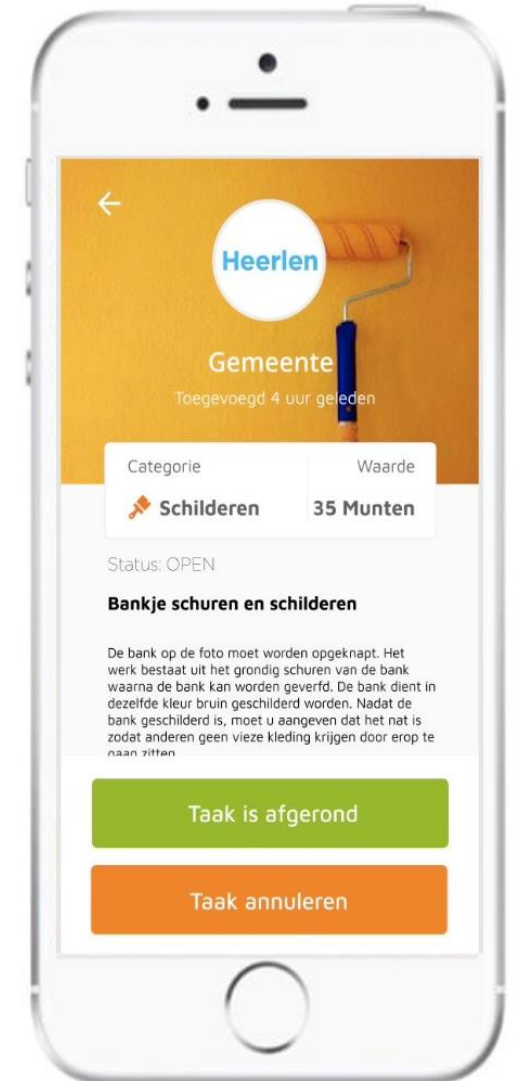 Heerlen
Gemeente
Toegevoegd 4 uur geleden
Categorie Waarde
Schilderen 35 Munten
Status: OPEN
Bankje schuren en schilderen
De bank op de foto moet worden opgeknapt. Het
werk bestaat uit het grondig schuren van de bank
waarna de bank kan worden geverfd. De bank dient in
dezelfde kleur bruin geschilderd worden. Nadat de
bank geschilderd is, moet u aangeven dat het nat is
zodat anderen geen vieze kleding krijgen door erop te
gaan zitten
Taak is afgerond
Taak annuleren